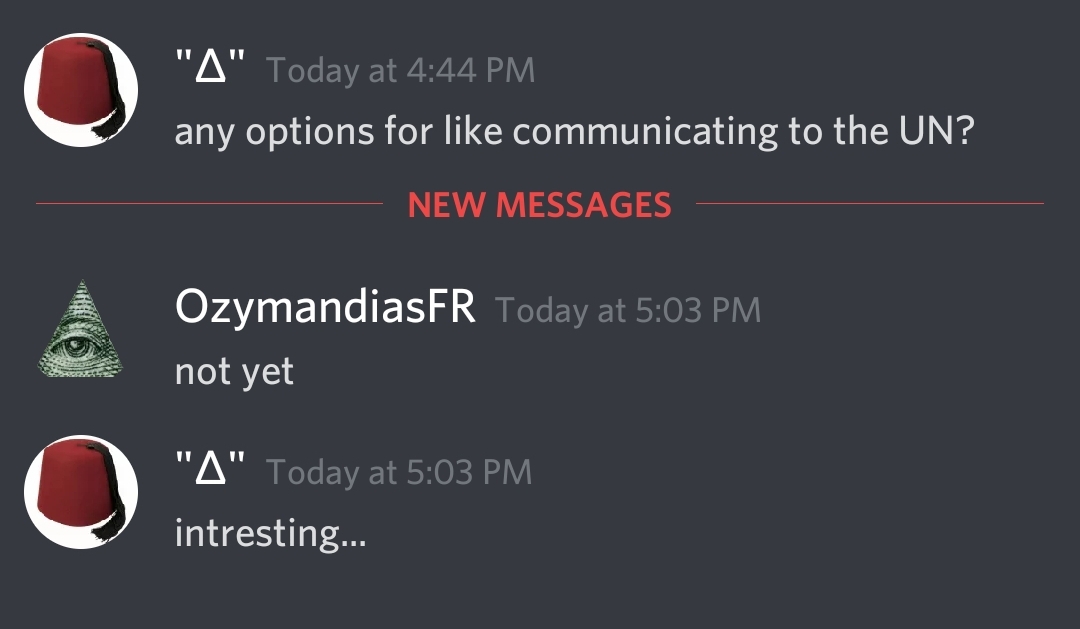 "Δ" Today at 4:44 PM
any options for like communicating to the UN?
NEW MESSAGES
OzymandiasFR Today at 5:03 PM
not yet
"Δ" Today at 5:03 PM
intresting...